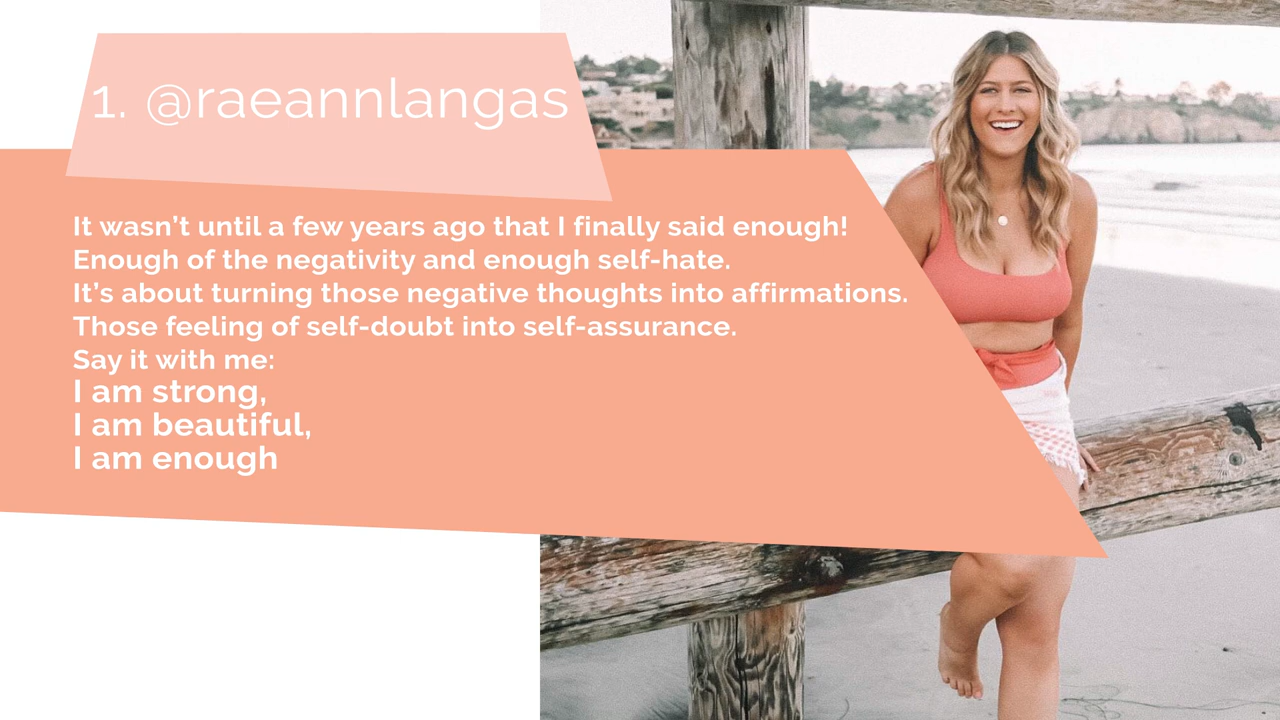 1. @raeannlangas
It wasn’t until a few years ago that I finally said enough!
Enough of the negativity and enough self-hate.
It’s about turning those negative thoughts into affirmations.
Those feeling of self-doubt into self-assurance.
Say it with me:
I am strong,
I am beautiful,
I am enough